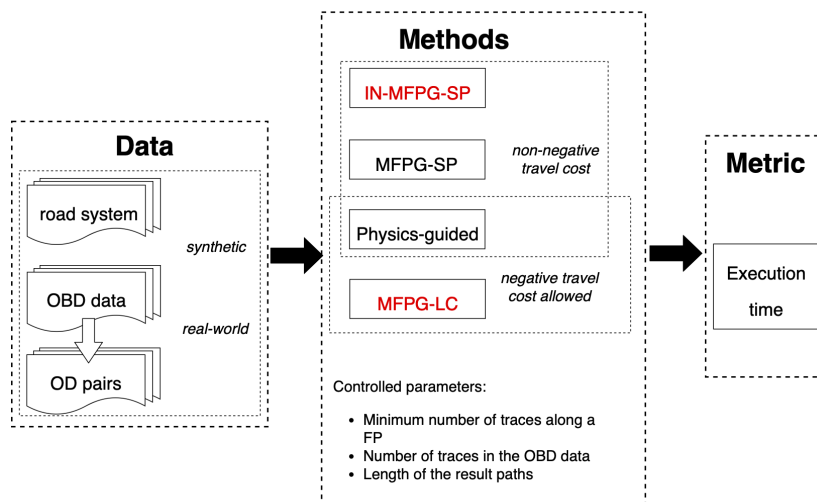 Data
road system
synthetic
OBD data
real-world
OD pairs
Methods
IN-MFPG-SP
MFPG-SP
non-negative
travel cost
Physics-guided
MFPG-LC
negative travel
cost allowed
Controlled parameters:
• Minimum number of traces along a
FP
• Number of traces in the OBD data
• Length of the result paths
Metric
Execution
time